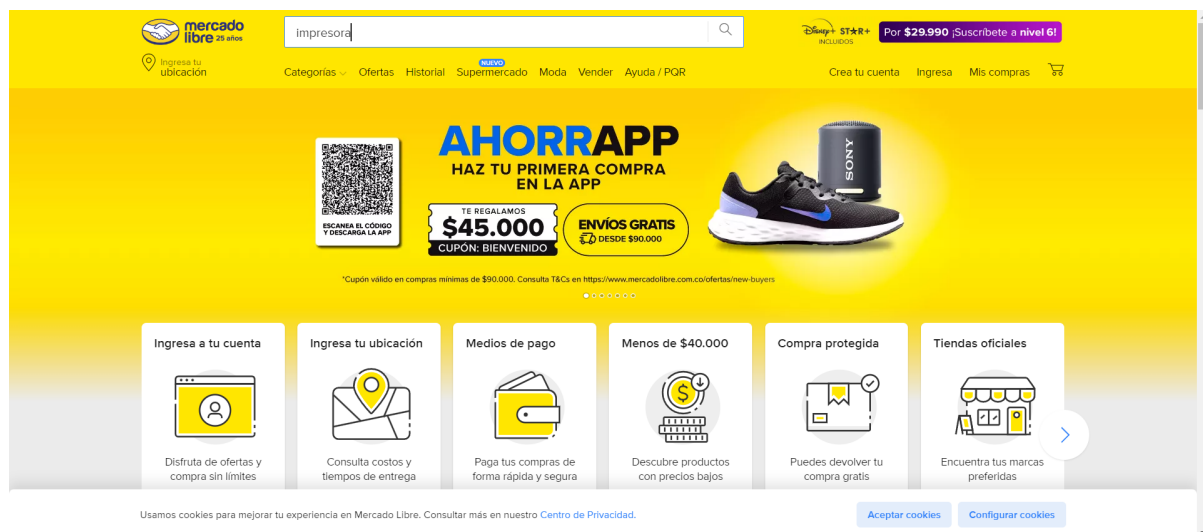 mercado
libre 25 años
impresora
Disney+ STAR+
INCLUIDOS
Por $29.990 ¡Suscríbete a nivel 6!
Ingresa tu
ubicación
Categorías
Ofertas
Historial
NUEVO
Supermercado
Moda
Vender
Ayuda / PQR
Crea tu cuenta
Ingresa
Mis compras
ESCANEA EL CÓDIGO
Y DESCARGA LA APP
AHORRAPP
HAZ TU PRIMERA COMPRA
EN LA APP
TE REGALAMOS
$45.000
CUPÓN: BIENVENIDO
ENVÍOS GRATIS
DESDE $90.000
SONY
*Cupón válido en compras mínimas de $90.000. Consulta T&Cs en https://www.mercadolibre.com.co/ofertas/new-buyers
Ingresa a tu cuenta
Disfruta de ofertas y
compra sin límites
Ingresa tu ubicación
Consulta costos y
tiempos de entrega
Medios de pago
Paga tus compras de
forma rápida y segura
Menos de $40.000
Descubre productos
con precios bajos
Compra protegida
Puedes devolver tu
compra gratis
Tiendas oficiales
Encuentra tus marcas
preferidas
Usamos cookies para mejorar tu experiencia en Mercado Libre. Consultar más en nuestro Centro de Privacidad.
Aceptar cookies
Configurar cookies